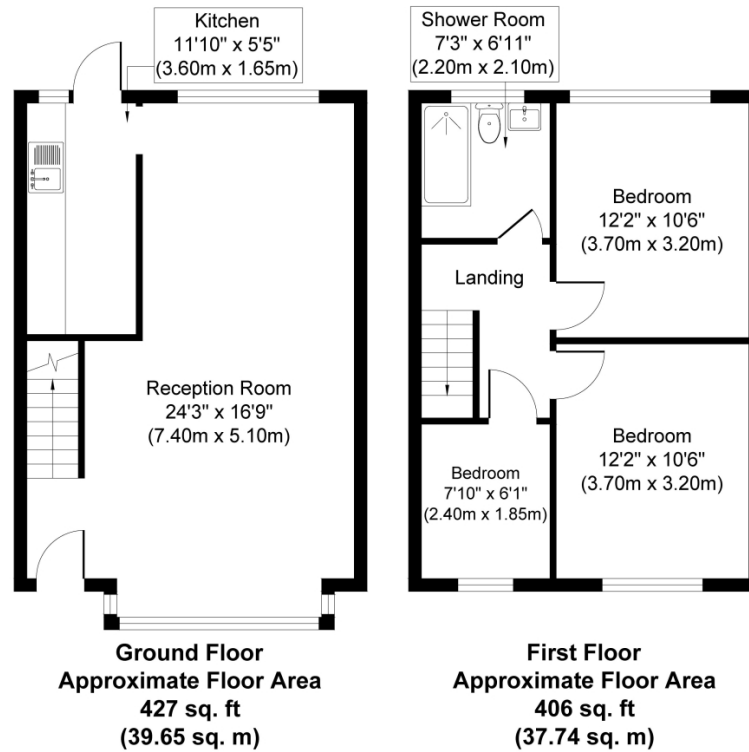 Kitchen
11'10" x 5'5"
(3.60m x 1.65m)
Reception Room
24'3" x 16'9"
(7.40m x 5.10m)
Ground Floor
Approximate Floor Area
427 sq. ft
(39.65 sq. m)
Shower Room
7'3" x 6'11"
(2.20m x 2.10m)
Bedroom
12'2" x 10'6"
(3.70m x 3.20m)
Landing
Bedroom
12'2" x 10'6"
(3.70m x 3.20m)
Bedroom
7'10" x 6'1"
(2.40m x 1.85m)
First Floor
Approximate Floor Area
406 sq. ft
(37.74 sq. m)